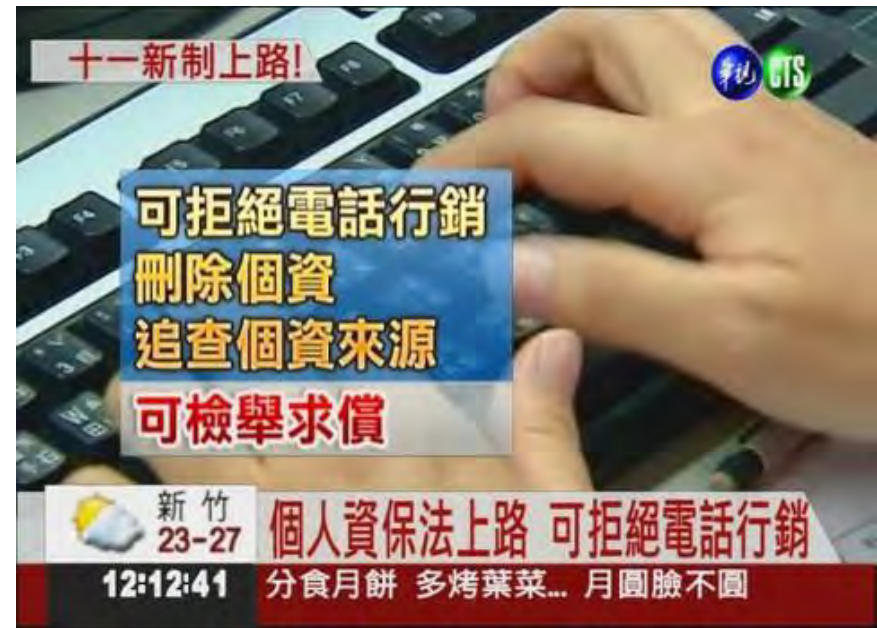 十一新制上路!
華視 CTS
可拒絕電話行銷
刪除個資
追查個資來源
可檢舉求償
新竹
23-27
個人資保法上路 可拒絕電話行銷
12:12:41
分食月餅 多烤葉菜... 月圓臉不圓